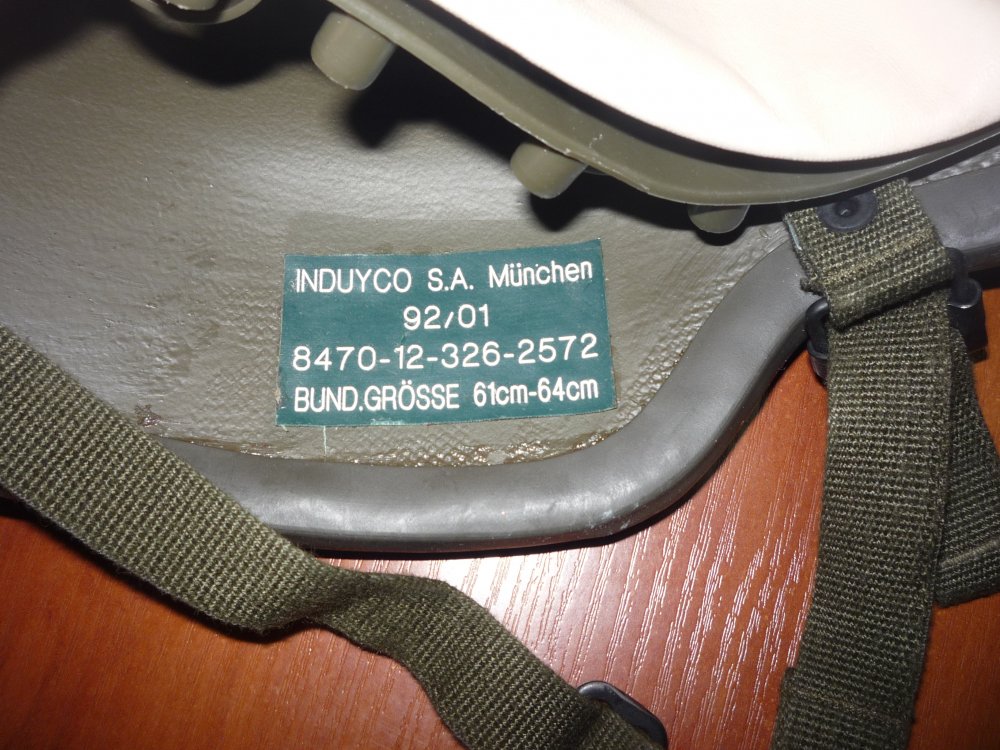 INDUYCO S.A. München
92/01
8470-12-326-2572
BUND.GRÖSSE 61cm-64cm